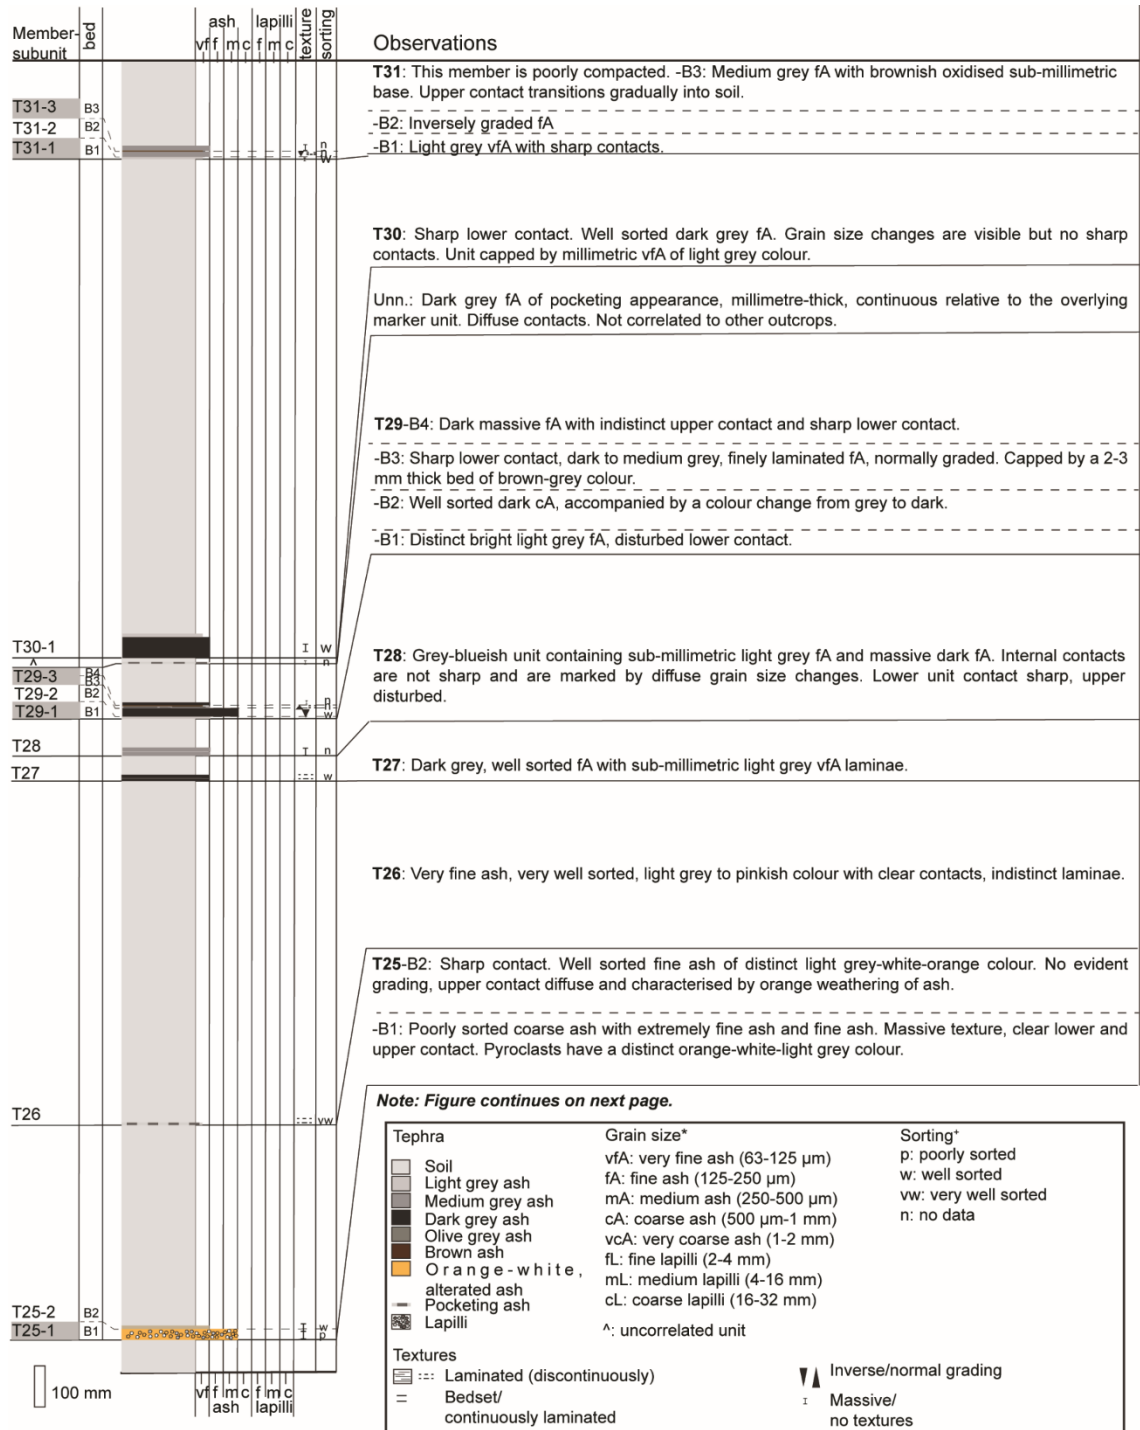 Member-
subunit
bed
ash
lapilli
vf f m c f m c
texture
sorting
Observations
T31: This member is poorly compacted. -B3: Medium grey fA with brownish oxidised sub-millimetric
base. Upper contact transitions gradually into soil.
T31-3 B3
T31-2 B2
-B2: Inversely graded fA
T31-1 B1
-B1: Light grey vfA with sharp contacts.
n
n
w
T30: Sharp lower contact. Well sorted dark grey fA. Grain size changes are visible but no sharp
contacts. Unit capped by millimetric vfA of light grey colour.
Unn.: Dark grey fA of pocketing appearance, millimetre-thick, continuous relative to the overlying
marker unit. Diffuse contacts. Not correlated to other outcrops.
T29-B4: Dark massive fA with indistinct upper contact and sharp lower contact.
-B3: Sharp lower contact, dark to medium grey, finely laminated fA, normally graded. Capped by a 2-3
mm thick bed of brown-grey colour.
-B2: Well sorted dark cA, accompanied by a colour change from grey to dark.
-B1: Distinct bright light grey fA, disturbed lower contact.
T30-1 w
^ n
T29-3 B4
B3
T29-2 B2
T29-1 B1
n
n
w
T28: Grey-blueish unit containing sub-millimetric light grey fA and massive dark fA. Internal contacts
are not sharp and are marked by diffuse grain size changes. Lower unit contact sharp, upper
disturbed.
T28 n
T27 w
T27: Dark grey, well sorted fA with sub-millimetric light grey vfA laminae.
T26: Very fine ash, very well sorted, light grey to pinkish colour with clear contacts, indistinct laminae.
T25-B2: Sharp contact. Well sorted fine ash of distinct light grey-white-orange colour. No evident
grading, upper contact diffuse and characterised by orange weathering of ash.
-B1: Poorly sorted coarse ash with extremely fine ash and fine ash. Massive texture, clear lower and
upper contact. Pyroclasts have a distinct orange-white-light grey colour.
T26 vw
Note: Figure continues on next page.
T25-2 B2 w
T25-1 B1 p
100 mm
vf f m c f m c
ash lapilli
Tephra
Soil
Light grey ash
Medium grey ash
Dark grey ash
Olive grey ash
Brown ash
Orange-white,
alterated ash
Pocketing ash
Lapilli
Grain size*
vfA: very fine ash (63-125 µm)
fA: fine ash (125-250 µm)
mA: medium ash (250-500 µm)
cA: coarse ash (500 µm-1 mm)
vcA: very coarse ash (1-2 mm)
fL: fine lapilli (2-4 mm)
mL: medium lapilli (4-16 mm)
cL: coarse lapilli (16-32 mm)
^: uncorrelated unit
Sorting+
p: poorly sorted
w: well sorted
vw: very well sorted
n: no data
Textures
Laminated (discontinuously)
Bedset/
continuously laminated
Inverse/normal grading
Massive/
no textures